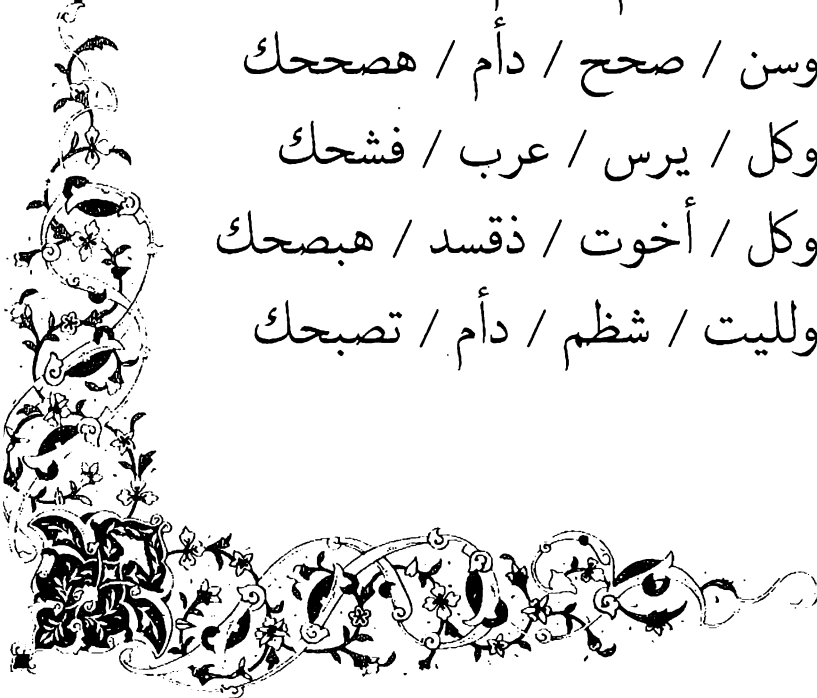 وسن / صحح / دأم / هصححك
وكل / يرس / عرب / فشحك
وكل / أخوت / ذقسد / هبصحك
ولليت / شظم / دأم / تصبحك